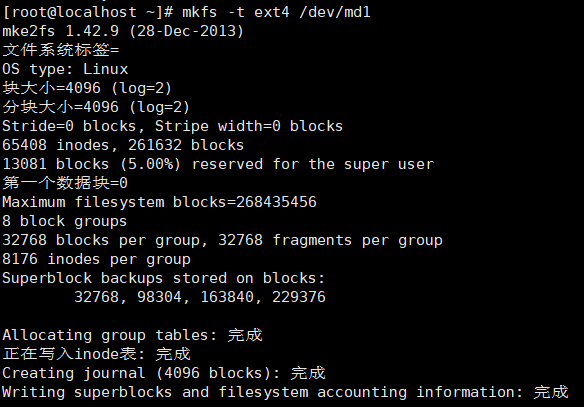 [root@localhost ~]# mkfs -t ext4 /dev/md1
mke2fs 1.42.9 (28-Dec-2013)
文件系统标签=
OS type: Linux
块大小=4096 (log=2)
分块大小=4096 (log=2)
Stride=0 blocks, Stripe width=0 blocks
65408 inodes, 261632 blocks
13081 blocks (5.00%) reserved for the super user
第一个数据块=0
Maximum filesystem blocks=268435456
8 block groups
32768 blocks per group, 32768 fragments per group
8176 inodes per group
Superblock backups stored on blocks:
32768, 98304, 163840, 229376
Allocating group tables: 完成
正在写入inode表: 完成
Creating journal (4096 blocks): 完成
Writing superblocks and filesystem accounting information: 完成